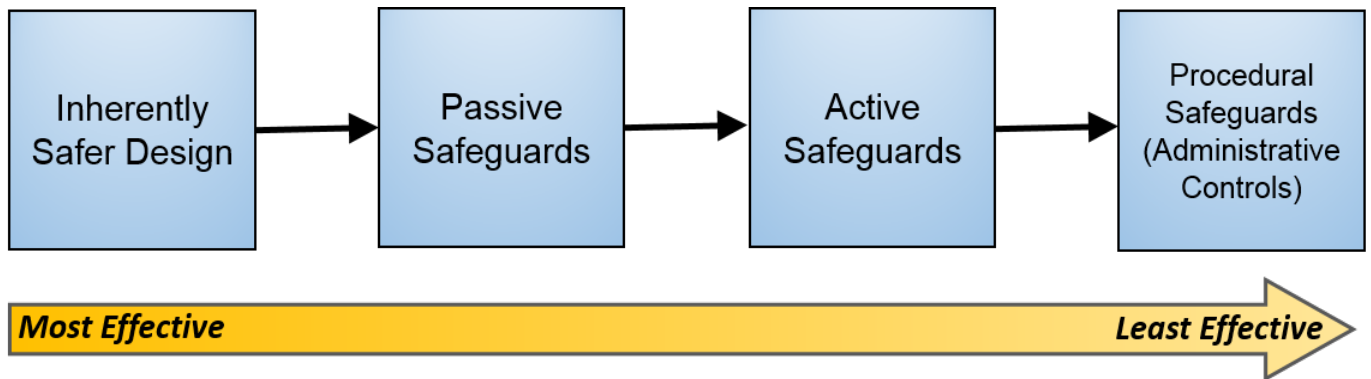 Inherently
Safer Design
Passive
Safeguards
Active
Safeguards
Procedural
Safeguards
(Administrative
Controls)
Most Effective
Least Effective